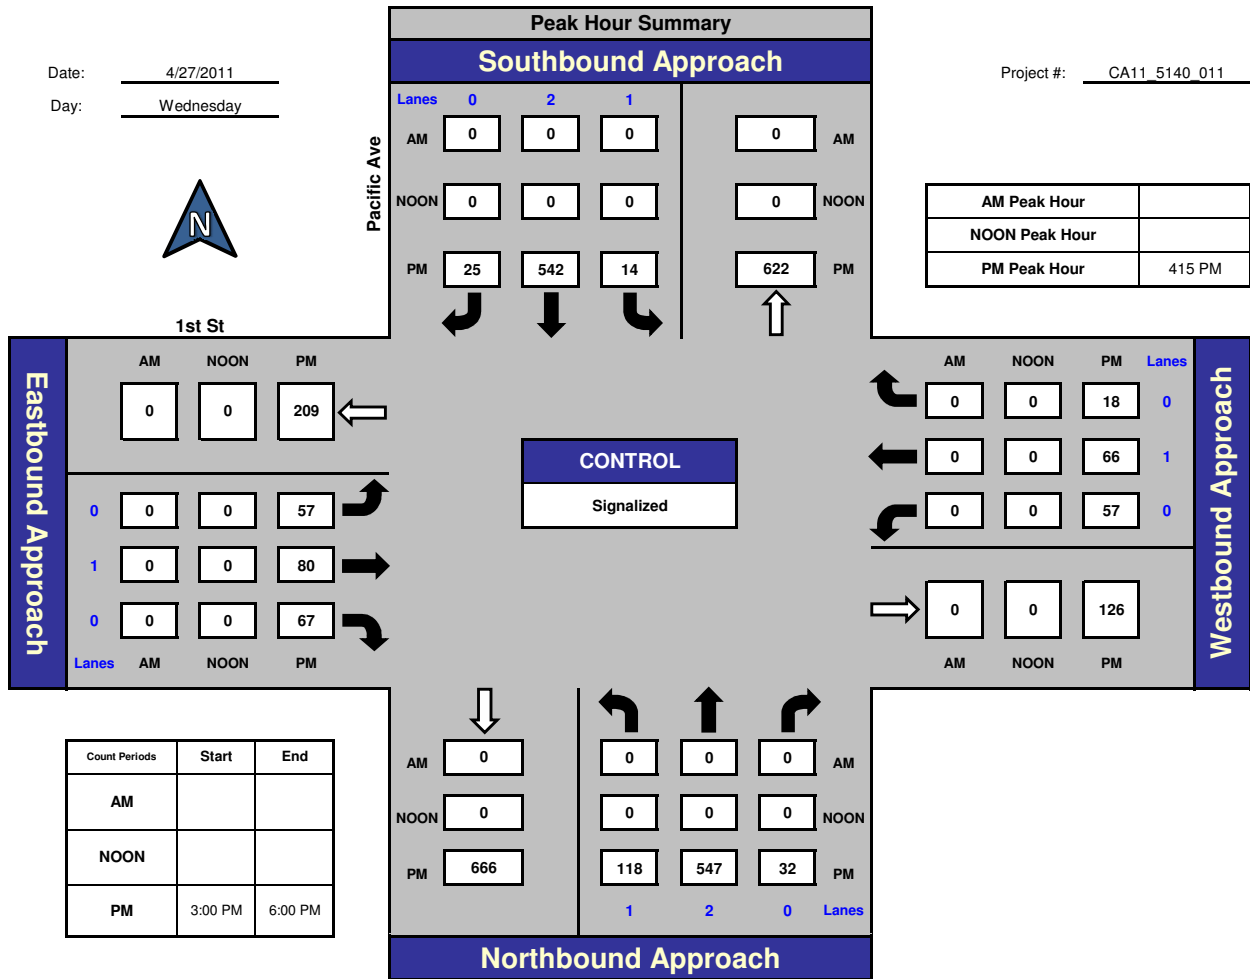 Peak Hour Summary
Southbound Approach
Date: 4/27/2011
Project #: CA11_5140_011
Day: Wednesday
Lanes 0 2 1
Pacific Ave
AM 0 0 0 0 AM
NOON 0 0 0 0 NOON
PM 25 542 14 622 PM
N
AM Peak Hour
NOON Peak Hour
PM Peak Hour 415 PM
1st St
Eastbound Approach
AM NOON PM
0 0 209
0 0 0 57
1 0 0 80
0 0 0 67
Lanes AM NOON PM
CONTROL
Signalized
AM NOON PM Lanes
0 0 18 0
0 0 66 1
0 0 57 0
0 0 126
AM NOON PM
Westbound Approach
Count Periods Start End
AM
NOON
PM 3:00 PM 6:00 PM
AM 0 0 0 0 AM
NOON 0 0 0 0 NOON
PM 666 118 547 32 PM
1 2 0 Lanes
Northbound Approach